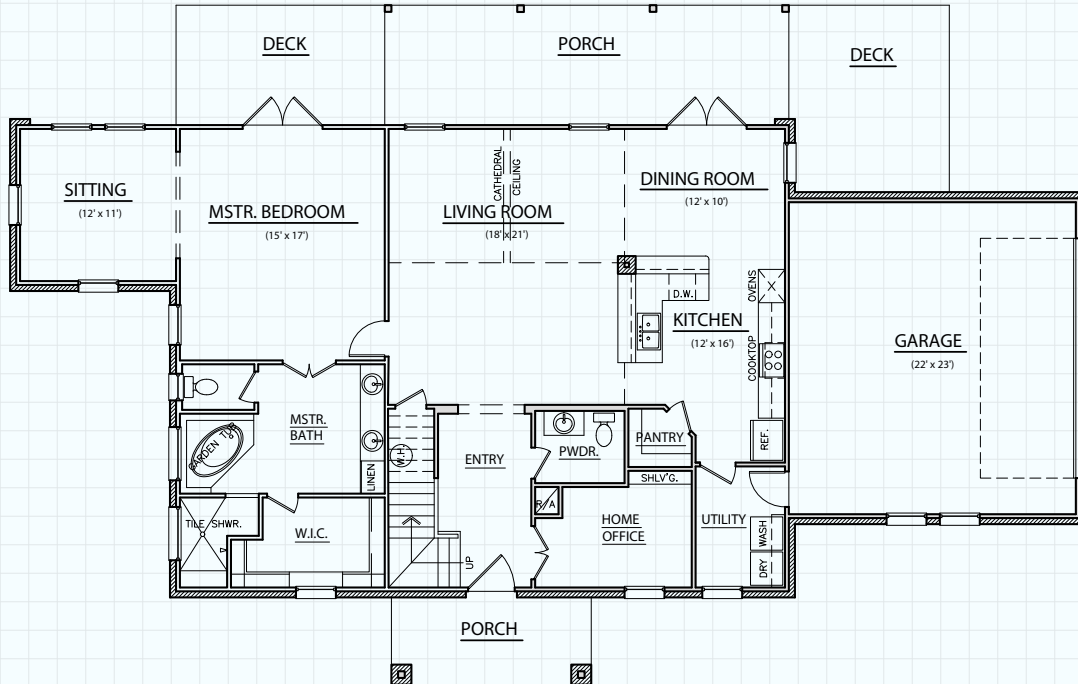 DECK
PORCH
DECK
SITTING
(12' x 11')
MSTR. BEDROOM
(15' x 17')
CATHEDRAL
CEILING
LIVING ROOM
(18' x 21')
DINING ROOM
(12' x 10')
D.W.
KITCHEN
(12' x 16')
OVENS
COOKTOP
REF.
GARAGE
(22' x 23')
MSTR.
BATH
GARDEN TUB
LINEN
W.H.
ENTRY
PWDR.
PANTRY
SHLV'G.
TILE SHWR.
W.I.C.
UP
R/A
HOME
OFFICE
UTILITY
WASH
DRY
PORCH